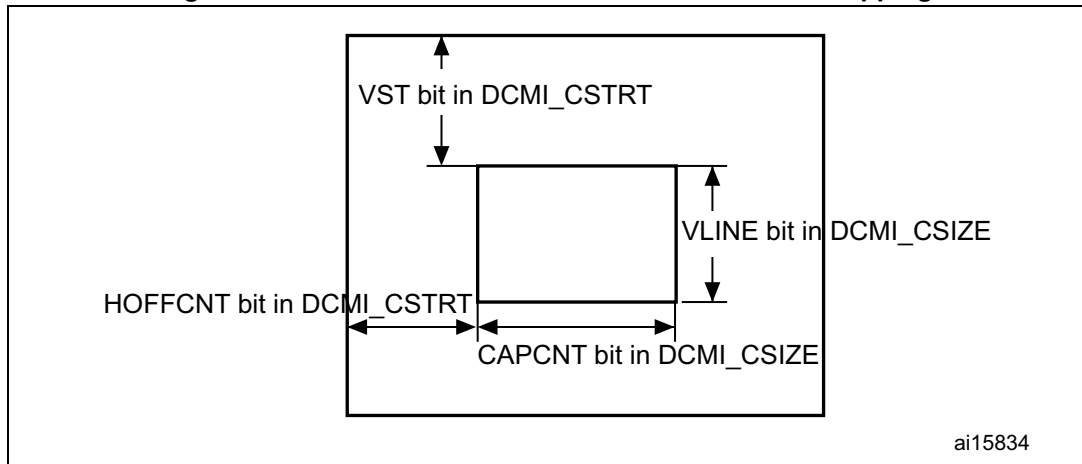 VST bit in DCMI_CSTRT
VLINE bit in DCMI_CSIZE
HOFFCNT bit in DCMI_CSTRT
CAPCNT bit in DCMI_CSIZE
ai15834